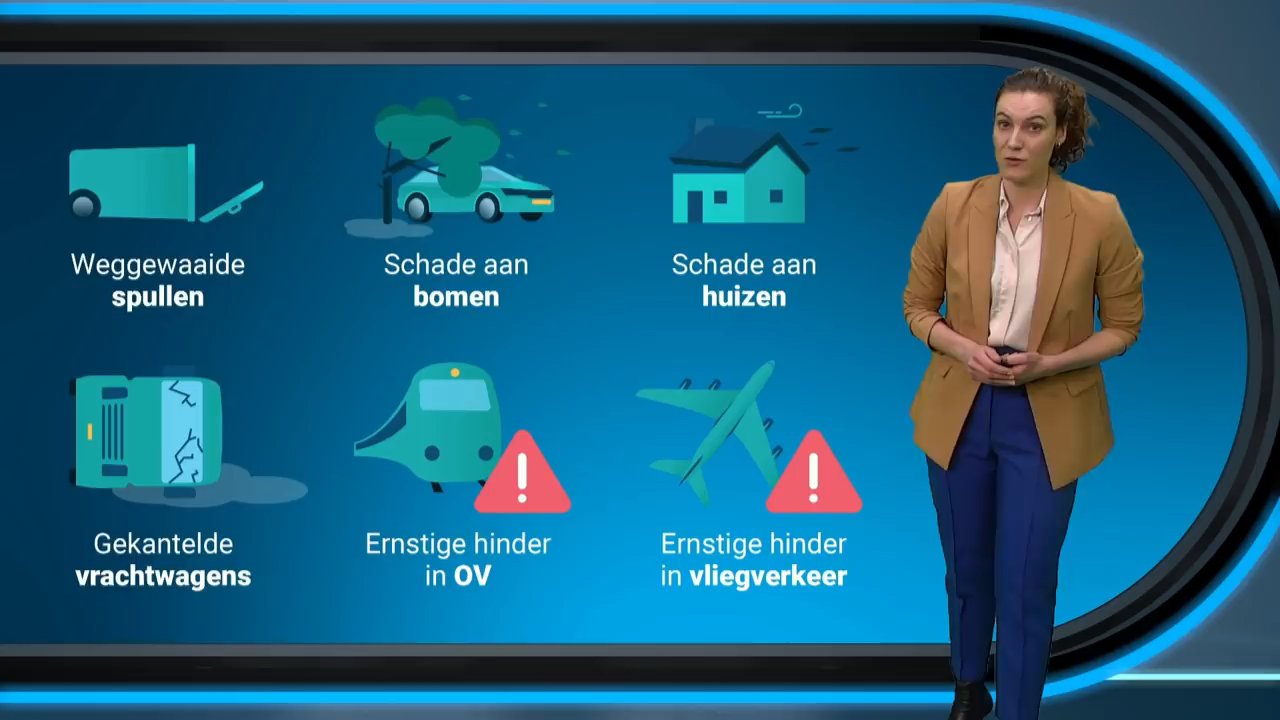 Weggewaaide
spullen
Schade aan
bomen
Schade aan
huizen
Gekantelde
vrachtwagens
Ernstige hinder
in OV
Ernstige hinder
in vliegverkeer